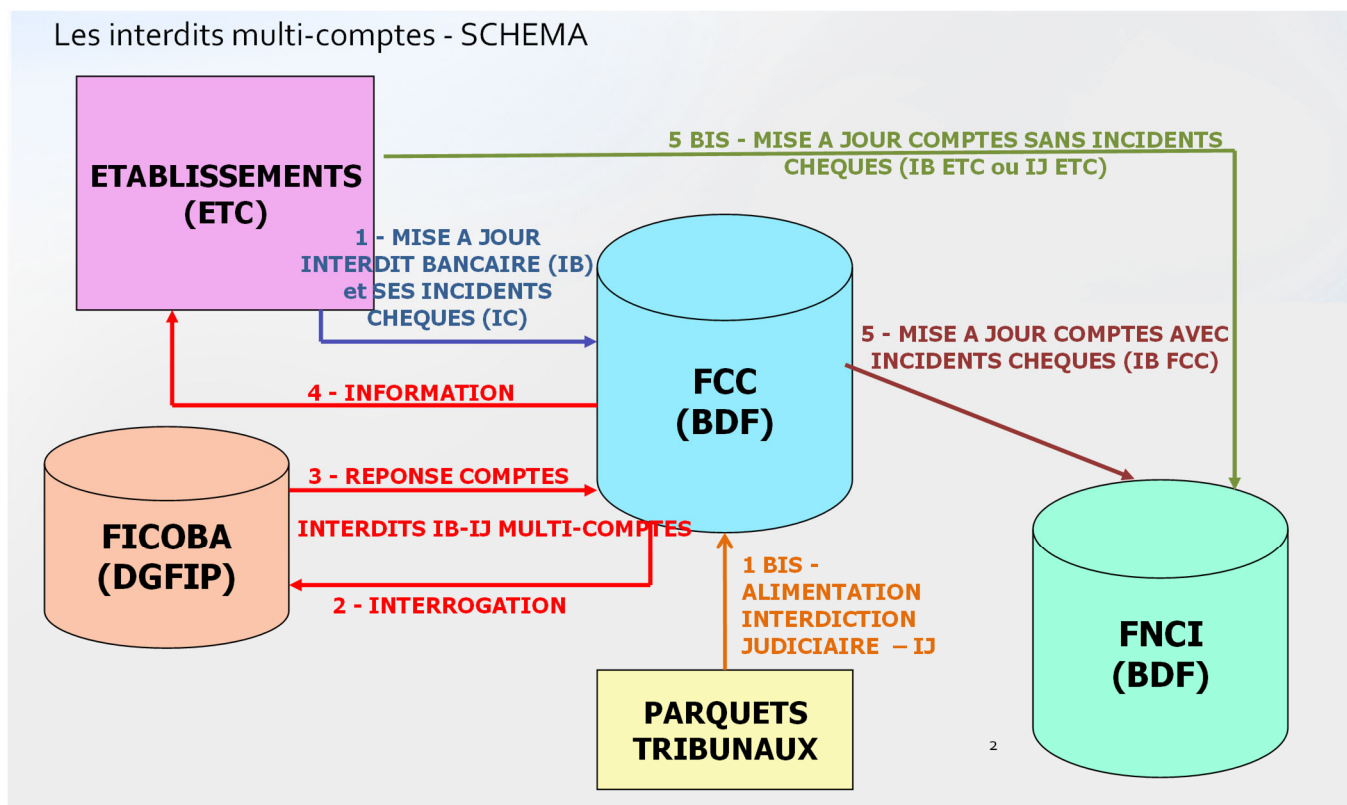 Les interdits multi-comptes - SCHEMA
ETABLISSEMENTS
(ETC)
5 BIS - MISE A JOUR COMPTES SANS INCIDENTS
CHEQUES (IB ETC ou IJ ETC)
1 - MISE A JOUR
INTERDIT BANCAIRE (IB)
et SES INCIDENTS
CHEQUES (IC)
5 - MISE A JOUR COMPTES AVEC
INCIDENTS CHEQUES (IB FCC)
FCC
(BDF)
4 - INFORMATION
3 - REPONSE COMPTES
INTERDITS IB-IJ MULTI-COMPTES
FICOBA
(DGFIP)
2 - INTERROGATION
1 BIS -
ALIMENTATION
INTERDICTION
JUDICIAIRE – IJ
FNCI
(BDF)
PARQUETS
TRIBUNAUX
2